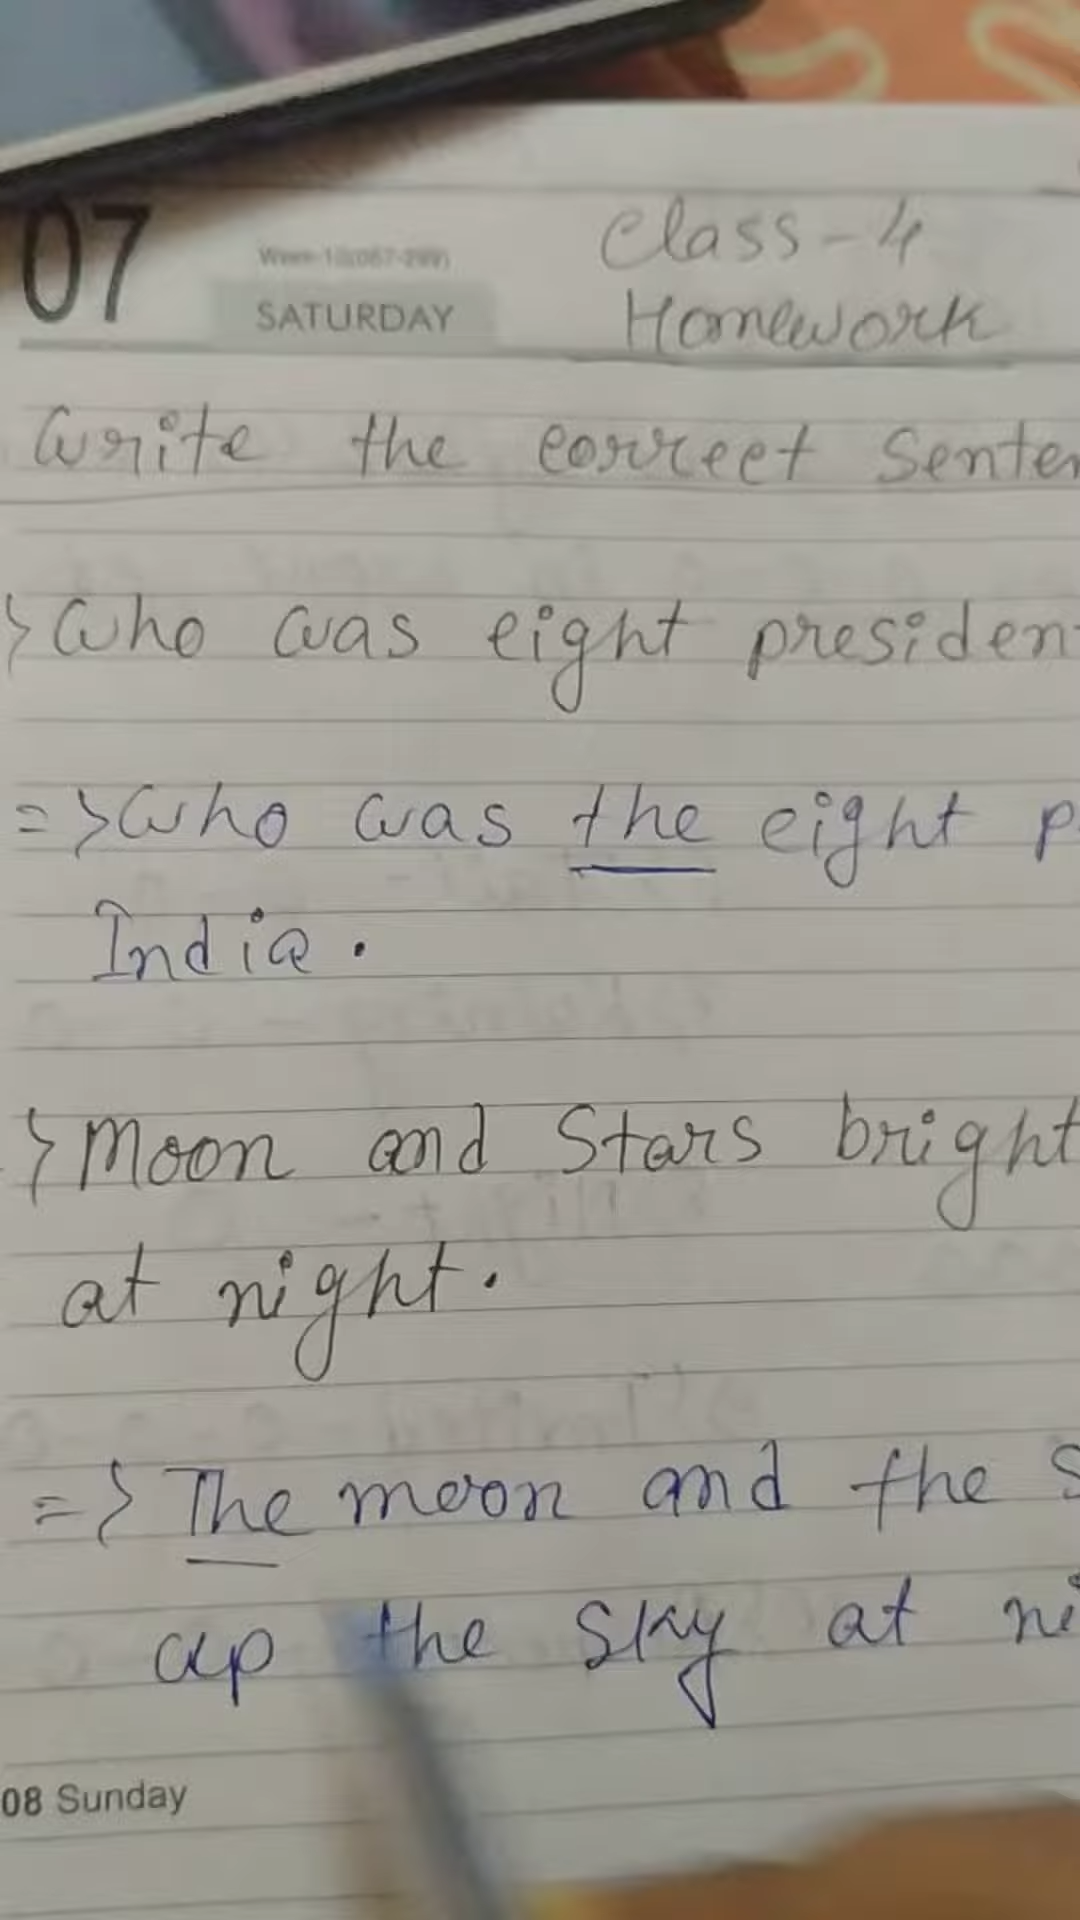 07
SATURDAY
Class-4
Homework
Write the correct Senten
Who was eight presiden
=> Who was the eight p
India.
Moon and Stars bright
at night.
=> The moon and the s
up the sky at ni
08 Sunday